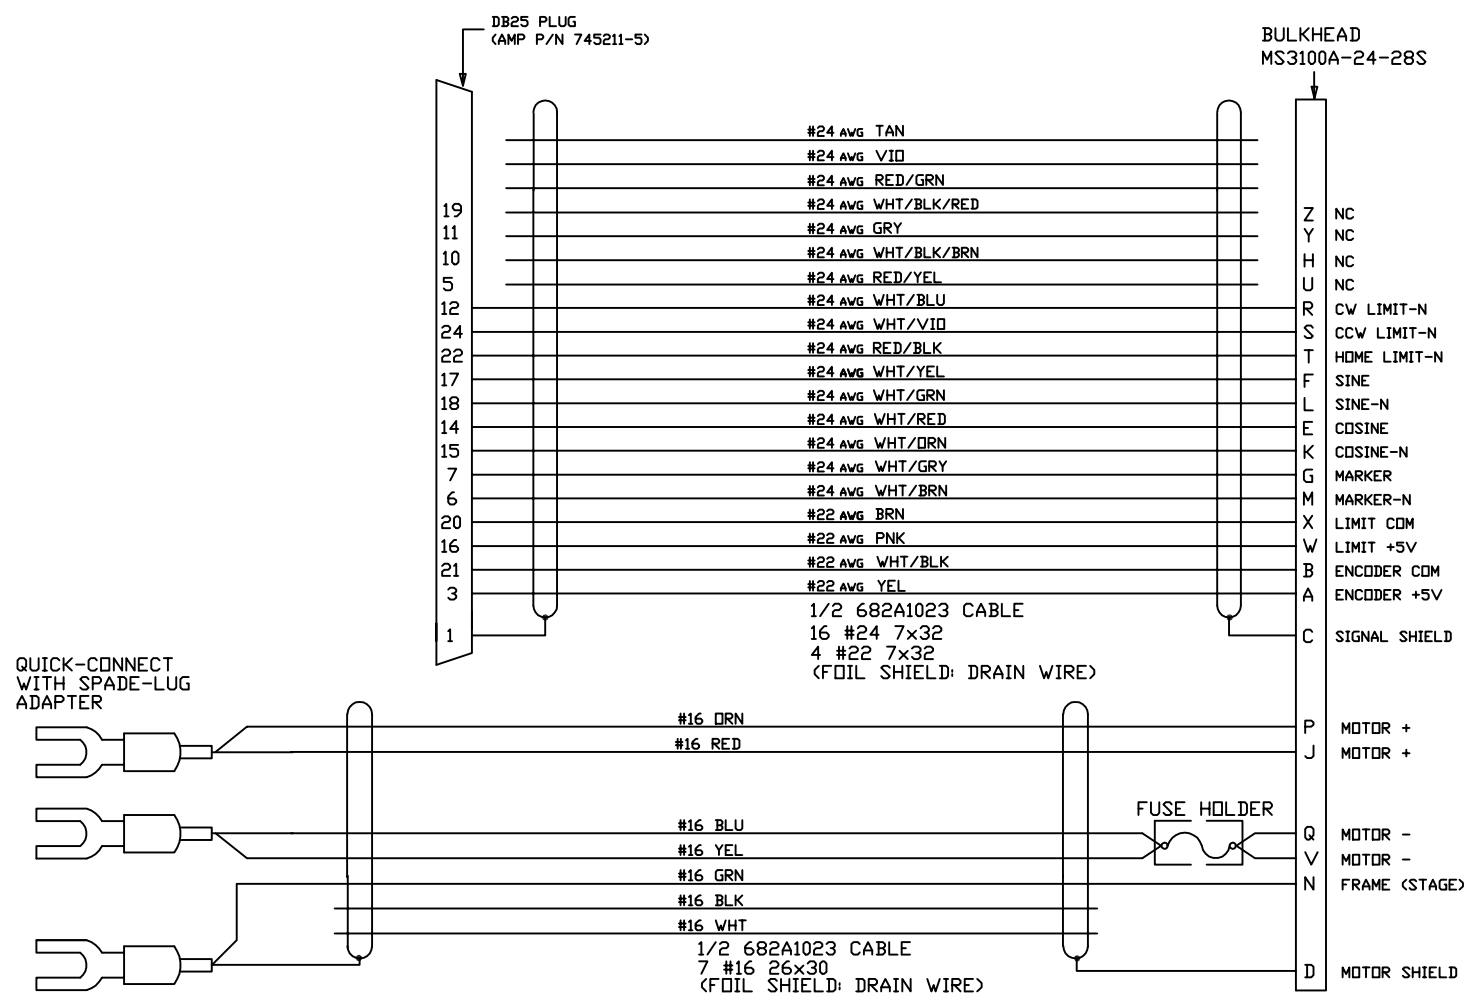 DB25 PLUG
(AMP P/N 745211-5)
BULKHEAD
MS3100A-24-28S
#24 AWG TAN
#24 AWG VIO
#24 AWG RED/GRN
19 #24 AWG WHT/BLK/RED Z NC
11 #24 AWG GRY Y NC
10 #24 AWG WHT/BLK/BRN H NC
5 #24 AWG RED/YEL U NC
12 #24 AWG WHT/BLU R CW LIMIT-N
24 #24 AWG WHT/VIO S CCW LIMIT-N
22 #24 AWG RED/BLK T HOME LIMIT-N
17 #24 AWG WHT/YEL F SINE
18 #24 AWG WHT/GRN L SINE-N
14 #24 AWG WHT/RED E COSINE
15 #24 AWG WHT/ORN K COSINE-N
7 #24 AWG WHT/GRY G MARKER
6 #24 AWG WHT/BRN M MARKER-N
20 #22 AWG BRN X LIMIT COM
16 #22 AWG PNK W LIMIT +5V
21 #22 AWG WHT/BLK B ENCODER COM
3 #22 AWG YEL A ENCODER +5V
1/2 682A1023 CABLE
1 16 #24 7x32 C SIGNAL SHIELD
4 #22 7x32
(FOIL SHIELD; DRAIN WIRE)
QUICK-CONNECT
WITH SPADE-LUG
ADAPTER
#16 ORN P MOTOR +
#16 RED J MOTOR +
FUSE HOLDER
#16 BLU Q MOTOR -
#16 YEL V MOTOR -
#16 GRN N FRAME (STAGE)
#16 BLK
#16 WHT
1/2 682A1023 CABLE
7 #16 26x30 D MOTOR SHIELD
(FOIL SHIELD; DRAIN WIRE)